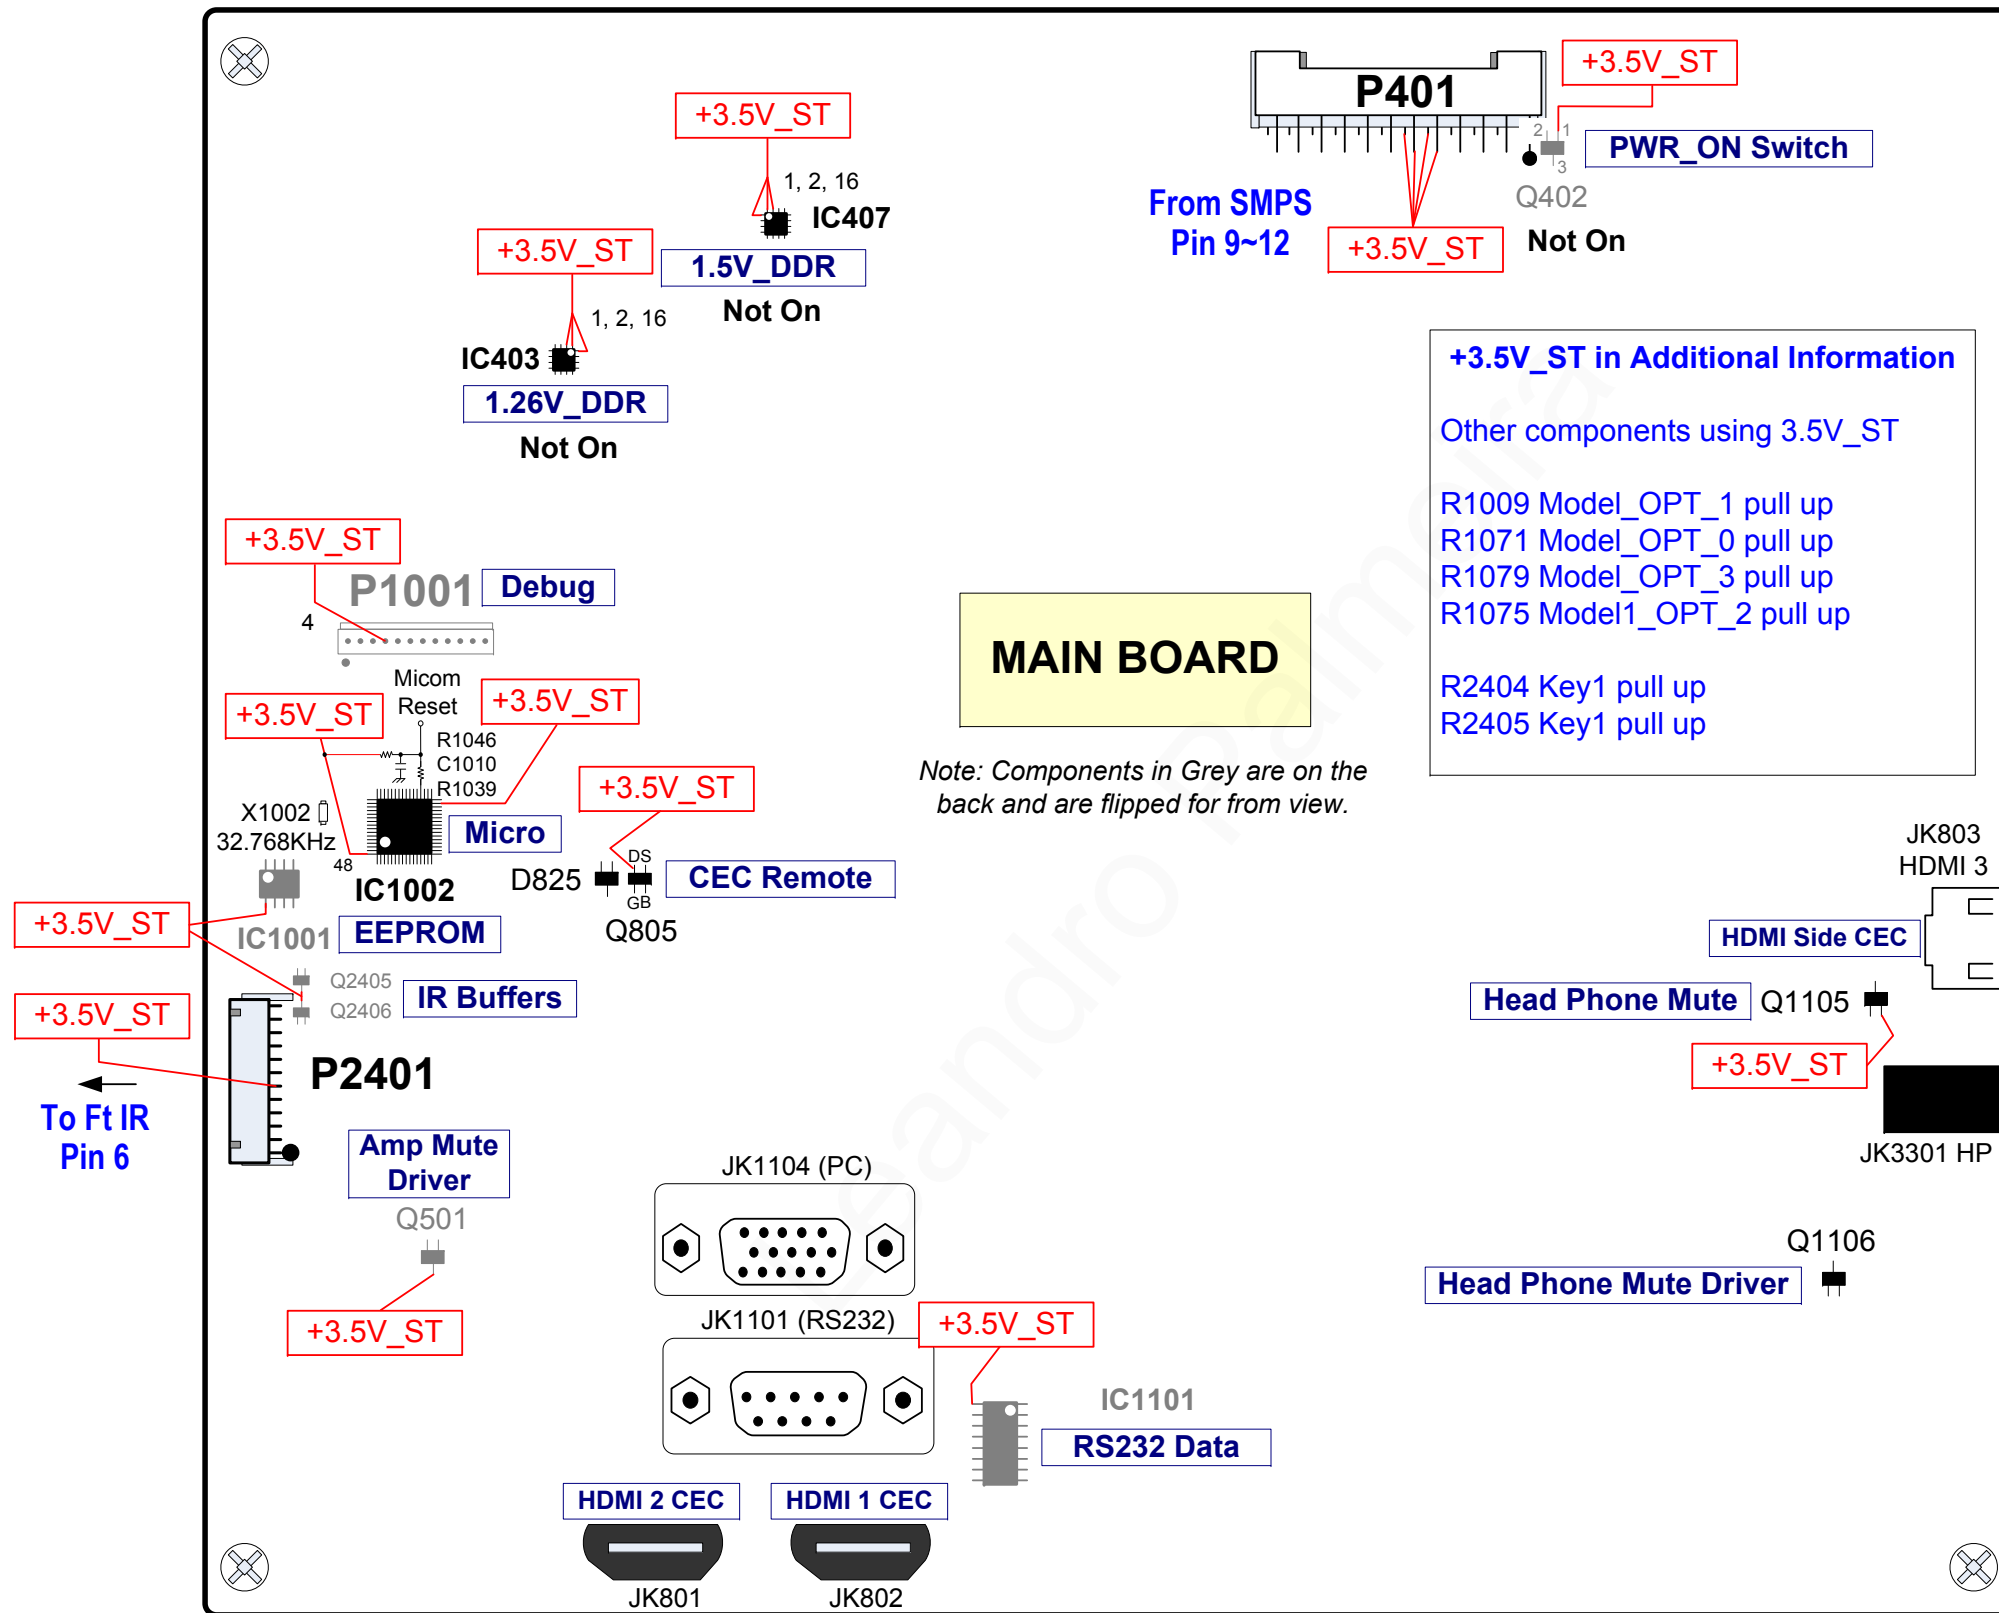 +3.5V_ST
P401
2
1
PWR_ON Switch
3
Q402
Not On
From SMPS
Pin 9~12
+3.5V_ST
+3.5V_ST
1, 2, 16
IC407
1.5V_DDR
Not On
+3.5V_ST
1, 2, 16
IC403
1.26V_DDR
Not On
+3.5V_ST in Additional Information
Other components using 3.5V_ST
R1009 Model_OPT_1 pull up
R1071 Model_OPT_0 pull up
R1079 Model_OPT_3 pull up
R1075 Model1_OPT_2 pull up
R2404 Key1 pull up
R2405 Key1 pull up
+3.5V_ST
P1001
Debug
4
Micom
Reset
+3.5V_ST
+3.5V_ST
R1046
C1010
R1039
X1002
32.768KHz
Micro
48
IC1002
MAIN BOARD
Note: Components in Grey are on the
back and are flipped for from view.
+3.5V_ST
DS
D825
CEC Remote
GB
Q805
+3.5V_ST
IC1001
EEPROM
Q2405
Q2406
IR Buffers
+3.5V_ST
P2401
To Ft IR
Pin 6
JK803
HDMI 3
HDMI Side CEC
Head Phone Mute
Q1105
+3.5V_ST
JK3301 HP
Amp Mute
Driver
Q501
+3.5V_ST
JK1104 (PC)
Q1106
Head Phone Mute Driver
JK1101 (RS232)
+3.5V_ST
IC1101
RS232 Data
HDMI 2 CEC
HDMI 1 CEC
JK801
JK802
Leandro Palmeira